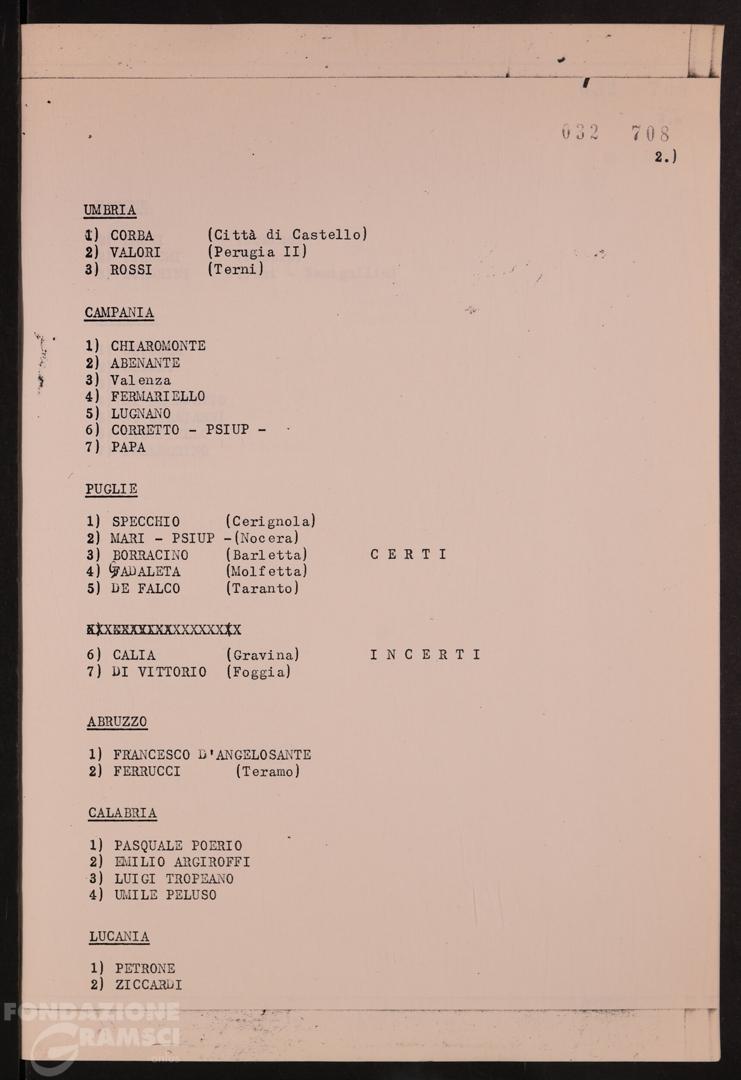 032 708
2.)
UMBRIA
1) CORBA (Città di Castello)
2) VALORI (Perugia II)
3) ROSSI (Terni)
CAMPANIA
1) CHIAROMONTE
2) ABENANTE
3) Valenza
4) FERMARIELLO
5) LUGNANO
6) CORRETTO - PSIUP -
7) PAPA
PUGLIE
1) SPECCHIO (Cerignola)
2) MARI - PSIUP -(Nocera)
3) BORRACINO (Barletta) C E R T I
4) GADALETA (Molfetta)
5) DE FALCO (Taranto)
6) CALIA (Gravina) I N C E R T I
7) DI VITTORIO (Foggia)
ABRUZZO
1) FRANCESCO D'ANGELOSANTE
2) FERRUCCI (Teramo)
CALABRIA
1) PASQUALE POERIO
2) EMILIO ARGIROFFI
3) LUIGI TROPEANO
4) UMILE PELUSO
LUCANIA
1) PETRONE
2) ZICCARDI
FONDAZIONE
GRAMSCI
onlus